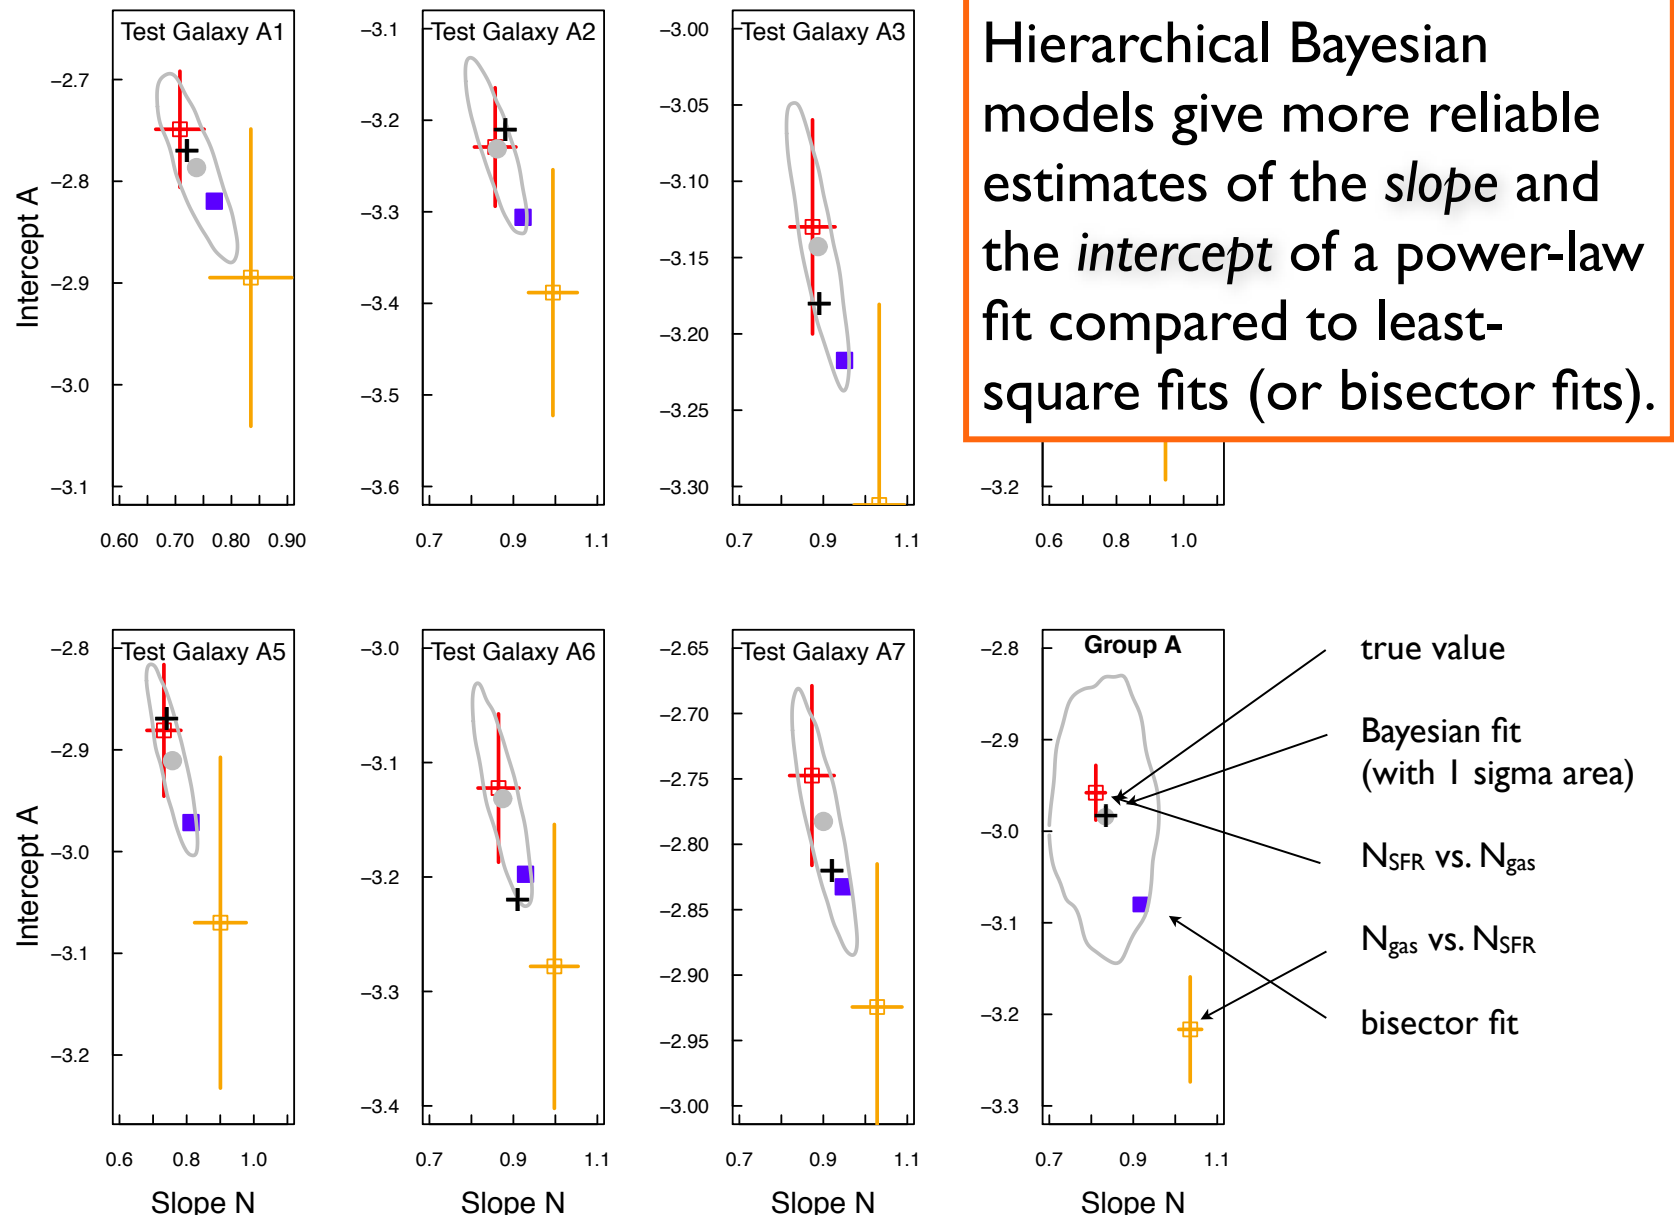 Test Galaxy A1
−2.7
−2.8
−2.9
−3.0
−3.1
0.60 0.70 0.80 0.90
Intercept A
Test Galaxy A2
−3.1
−3.2
−3.3
−3.4
−3.5
−3.6
0.7 0.9 1.1
Test Galaxy A3
−3.00
−3.05
−3.10
−3.15
−3.20
−3.25
−3.30
0.7 0.9 1.1
Hierarchical Bayesian
models give more reliable
estimates of the slope and
the intercept of a power-law
fit compared to least-
square fits (or bisector fits).
−3.2
0.6 0.8 1.0
Test Galaxy A5
−2.8
−2.9
−3.0
−3.1
−3.2
0.6 0.8 1.0
Intercept A
Slope N
Test Galaxy A6
−3.0
−3.1
−3.2
−3.3
−3.4
0.7 0.9 1.1
Slope N
Test Galaxy A7
−2.65
−2.70
−2.75
−2.80
−2.85
−2.90
−2.95
−3.00
0.7 0.9 1.1
Slope N
Group A
−2.8
−2.9
−3.0
−3.1
−3.2
−3.3
0.7 0.9 1.1
Slope N
true value
Bayesian fit
(with 1 sigma area)
NSFR vs. Ngas
Ngas vs. NSFR
bisector fit